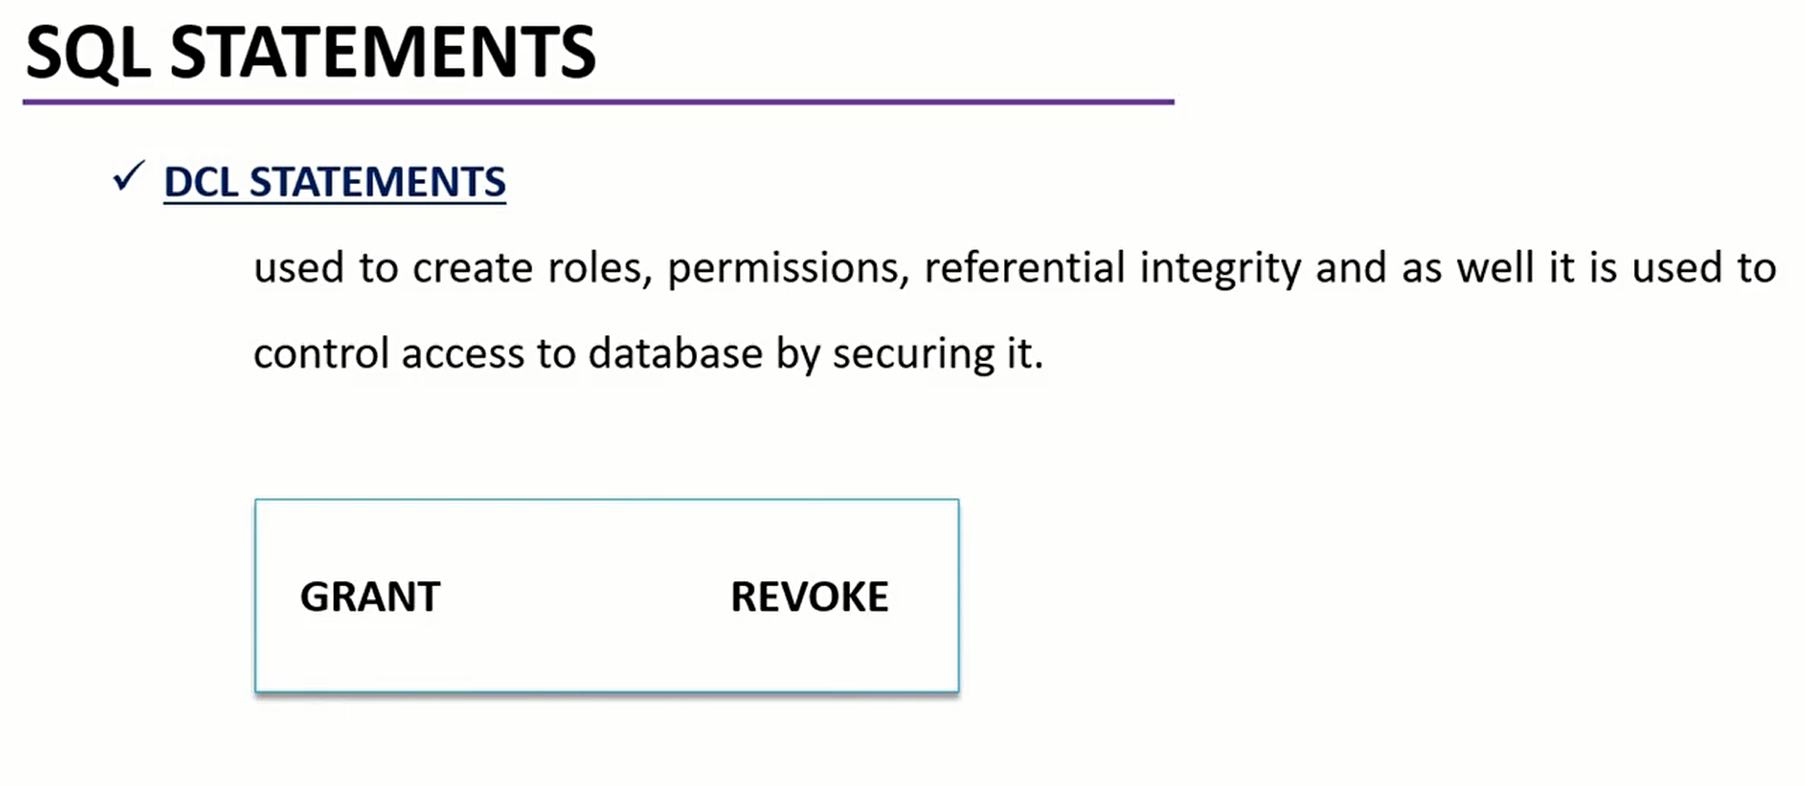 SQL STATEMENTS
✓ DCL STATEMENTS
used to create roles, permissions, referential integrity and as well it is used to
control access to database by securing it.
GRANT REVOKE